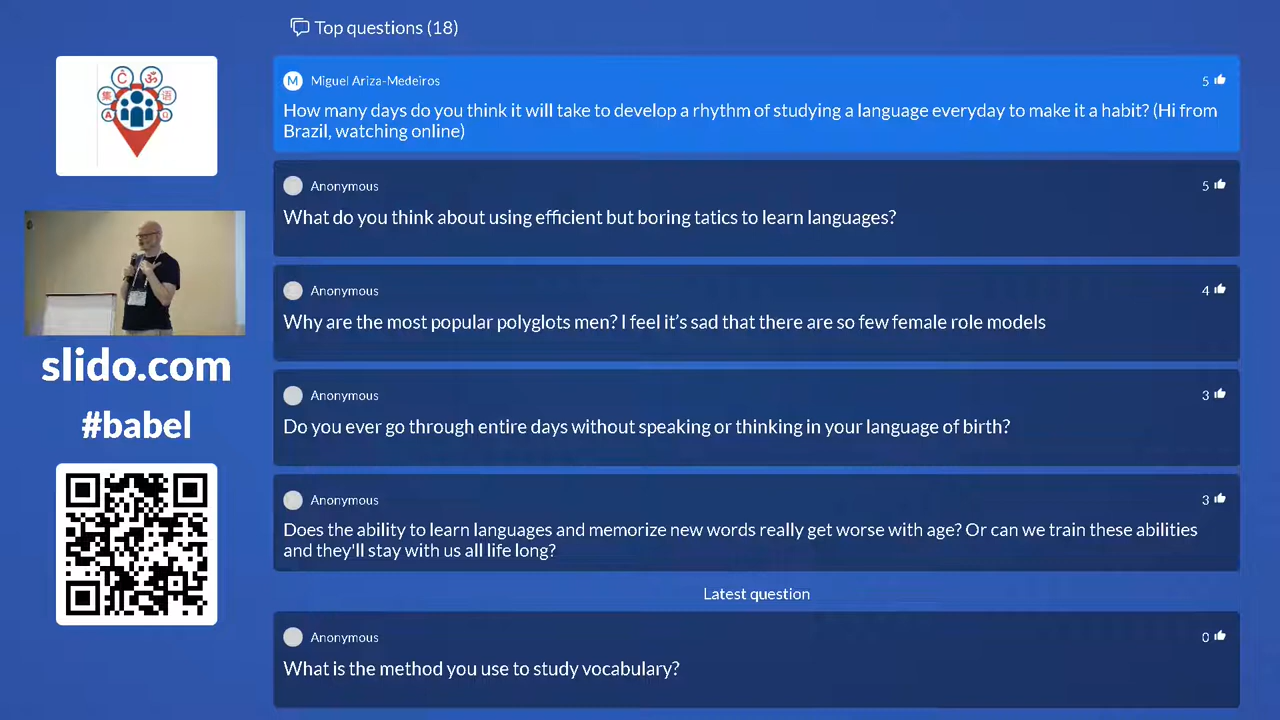 Top questions (18)
M
Miguel Ariza-Medeiros
5
How many days do you think it will take to develop a rhythm of studying a language everyday to make it a habit? (Hi from
Brazil, watching online)
Anonymous
5
What do you think about using efficient but boring tatics to learn languages?
Anonymous
4
Why are the most popular polyglots men? I feel it's sad that there are so few female role models
Anonymous
3
Do you ever go through entire days without speaking or thinking in your language of birth?
Anonymous
3
Does the ability to learn languages and memorize new words really get worse with age? Or can we train these abilities
and they'll stay with us all life long?
Latest question
Anonymous
0
What is the method you use to study vocabulary?
Ĉ
ॐ
集
语
A
Ω
slido.com
#babel